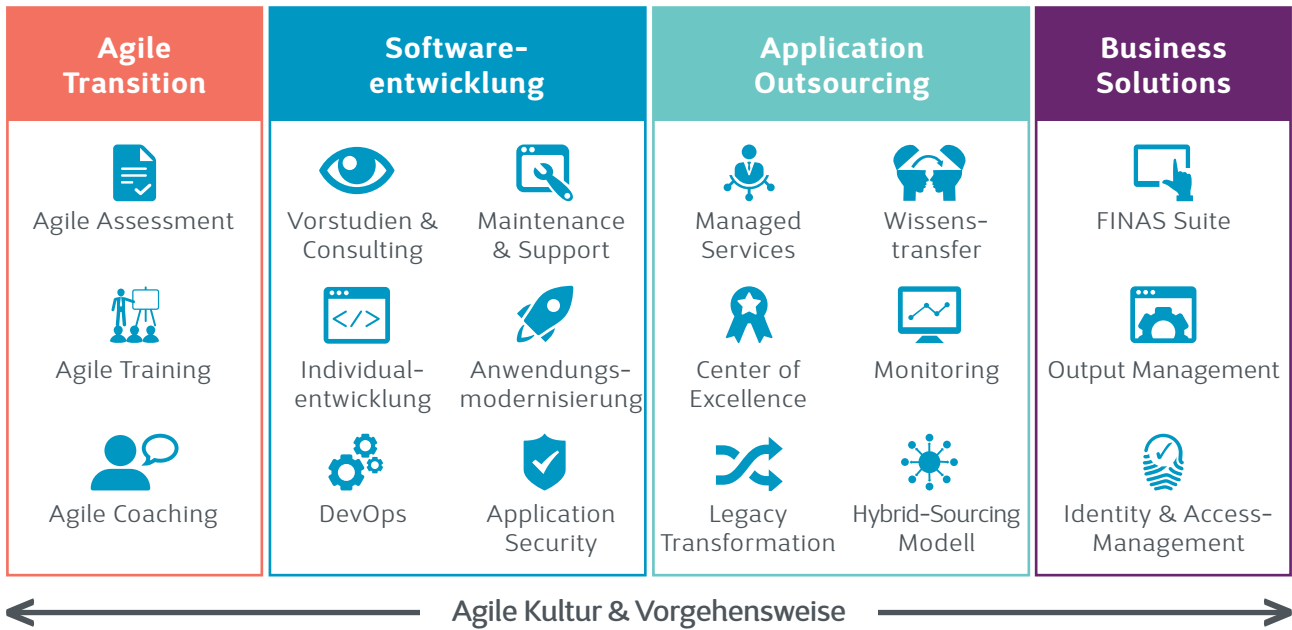 Agile
Transition
Software-
entwicklung
Application
Outsourcing
Business
Solutions
Agile Assessment
Agile Training
Agile Coaching
Vorstudien &
Consulting
Maintenance
& Support
</>
Individual-
entwicklung
Anwendungs-
modernisierung
DevOps
Application
Security
Managed
Services
Wissens-
transfer
Center of
Excellence
Monitoring
Legacy
Transformation
Hybrid-Sourcing
Modell
FINAS Suite
Output Management
Identity & Access-
Management
Agile Kultur & Vorgehensweise